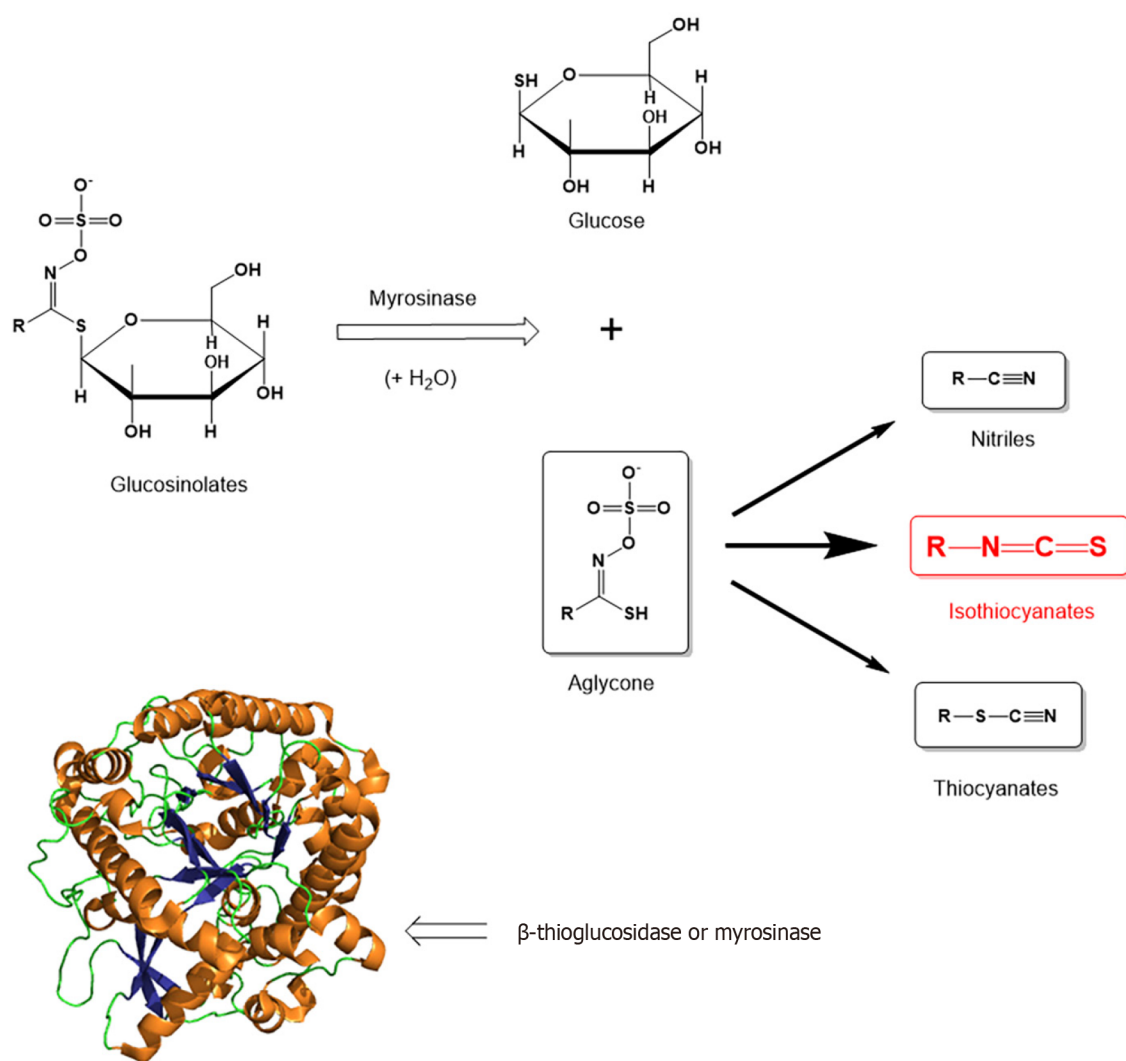 OH
SH
O
H
H
OH
H
OH
OH
H
Glucose
O-
O=S=O
O
N
R
S
O
OH
H
H
OH
H
OH
OH
H
Glucosinolates
Myrosinase
(+ H₂O)
+
R—C≡N
Nitriles
O-
O=S=O
O
N
R
SH
Aglycone
R—N=C=S
Isothiocyanates
R—S—C≡N
Thiocyanates
β-thioglucosidase or myrosinase